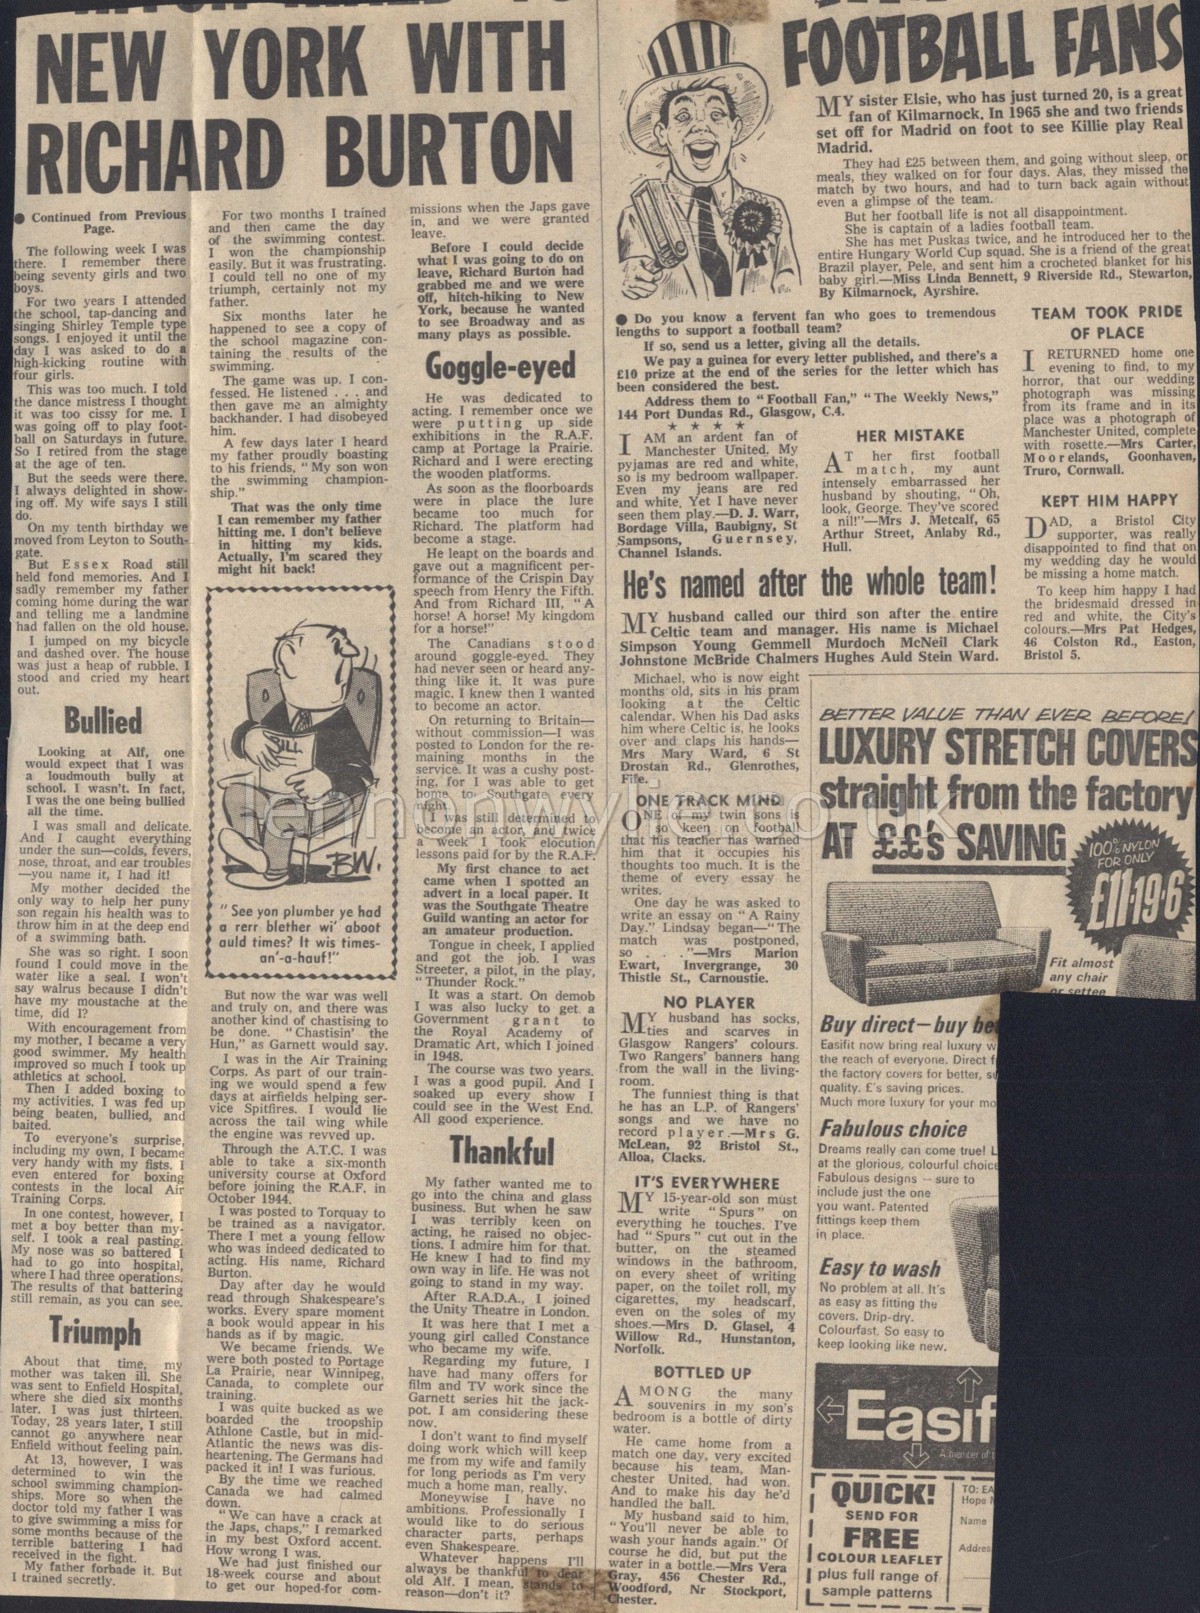 NEW YORK WITH
RICHARD BURTON
● Continued from Previous
Page.
The following week I was
there. I remember there
being seventy girls and two
boys.
For two years I attended
the school, tap-dancing and
singing Shirley Temple type
songs. I enjoyed it until the
day I was asked to do a
high-kicking routine with
four girls.
This was too much. I told
the dance mistress I thought
it was too cissy for me. I
was going off to play foot-
ball on Saturdays in future.
So I retired from the stage
at the age of ten.
But the seeds were there.
I always delighted in show-
ing off. My wife says I still
do.
On my tenth birthday we
moved from Leyton to South-
gate.
But Essex Road still
held fond memories. And I
sadly remember my father
coming home during the war
and telling me a landmine
had fallen on the old house.
I jumped on my bicycle
and dashed over. The house
was just a heap of rubble. I
stood and cried my heart
out.
Bullied
Looking at Alf, one
would expect that I was
a loudmouth bully at
school. I wasn't. In fact,
I was the one being bullied
all the time.
I was small and delicate.
And I caught everything
under the sun—colds, fevers,
nose, throat, and ear troubles
—you name it, I had it!
My mother decided the
only way to help her puny
son regain his health was to
throw him in at the deep end
of a swimming bath.
She was so right. I soon
found I could move in the
water like a seal. I won't
say walrus because I didn't
have my moustache at the
time, did I?
With encouragement from
my mother, I became a very
good swimmer. My health
improved so much I took up
athletics at school.
Then I added boxing to
my activities. I was fed up
being beaten, bullied, and
baited.
To everyone's surprise,
including my own, I became
very handy with my fists. I
even entered for boxing
contests in the local Air
Training Corps.
In one contest, however, I
met a boy better than my-
self. I took a real pasting.
My nose was so battered I
had to go into hospital,
where I had three operations.
The results of that battering
still remain, as you can see.
Triumph
About that time, my
mother was taken ill. She
was sent to Enfield Hospital,
where she died six months
later. I was just thirteen.
Today, 28 years later, I still
cannot go anywhere near
Enfield without feeling pain.
At 13, however, I was
determined to win the
school swimming champion-
ships. More so when the
doctor told my father I was
to give swimming a miss for
some months because of the
terrible battering I had
received in the fight.
My father forbade it. But
I trained secretly.
For two months I trained
and then came the day
of the swimming contest.
I won the championship
easily. But it was frustrating.
I could tell no one of my
triumph, certainly not my
father.
Six months later he
happened to see a copy of
the school magazine con-
taining the results of the
swimming.
The game was up. I con-
fessed. He listened . . . and
then gave me an almighty
backhander. I had disobeyed
him.
A few days later I heard
my father proudly boasting
to his friends, "My son won
the swimming champion-
ship."
That was the only time
I can remember my father
hitting me. I don't believe
in hitting my kids.
Actually, I'm scared they
might hit back!
BILL
BW.
"See yon plumber ye had
a rerr blether wi' aboot
auld times? It wis times-
an'-a-hauf!"
But now the war was well
and truly on, and there was
another kind of chastising to
be done. "Chastisin' the
Hun," as Garnett would say.
I was in the Air Training
Corps. As part of our train-
ing we would spend a few
days at airfields helping ser-
vice Spitfires. I would lie
across the tail wing while
the engine was revved up.
Through the A.T.C. I was
able to take a six-month
university course at Oxford
before joining the R.A.F. in
October 1944.
I was posted to Torquay to
be trained as a navigator.
There I met a young fellow
who was indeed dedicated to
acting. His name, Richard
Burton.
Day after day he would
read through Shakespeare's
works. Every spare moment
a book would appear in his
hands as if by magic.
We became friends. We
were both posted to Portage
La Prairie, near Winnipeg,
Canada, to complete our
training.
I was quite bucked as we
boarded the troopship
Athlone Castle, but in mid-
Atlantic the news was dis-
heartening. The Germans had
packed it in! I was furious.
By the time we reached
Canada we had calmed
down.
"We can have a crack at
the Japs, chaps," I remarked
in my best Oxford accent.
How wrong I was.
We had just finished our
18-week course and about
to get our hoped-for com-
missions when the Japs gave
in, and we were granted
leave.
Before I could decide
what I was going to do on
leave, Richard Burton had
grabbed me and we were
off, hitch-hiking to New
York, because he wanted
to see Broadway and as
many plays as possible.
Goggle-eyed
He was dedicated to
acting. I remember once we
were putting up side
exhibitions in the R.A.F.
camp at Portage la Prairie.
Richard and I were erecting
the wooden platforms.
As soon as the floorboards
were in place the lure
became too much for
Richard. The platform had
become a stage.
He leapt on the boards and
gave out a magnificent per-
formance of the Crispin Day
speech from Henry the Fifth.
And from Richard III, "A
horse! A horse! My kingdom
for a horse!"
The Canadians stood
around goggle-eyed. They
had never seen or heard any-
thing like it. It was pure
magic. I knew then I wanted
to become an actor.
On returning to Britain—
without commission—I was
posted to London for the re-
maining months in the
service. It was a cushy post-
ing, for I was able to get
home to Southgate every
night.
I was still determined to
become an actor, and twice
a week I took elocution
lessons paid for by the R.A.F.
My first chance to act
came when I spotted an
advert in a local paper. It
was the Southgate Theatre
Guild wanting an actor for
an amateur production.
Tongue in cheek, I applied
and got the job. I was
Streeter, a pilot, in the play,
"Thunder Rock."
It was a start. On demob
I was also lucky to get a
Government grant to
the Royal Academy of
Dramatic Art, which I joined
in 1948.
The course was two years.
I was a good pupil. And I
soaked up every show I
could see in the West End.
All good experience.
Thankful
My father wanted me to
go into the china and glass
business. But when he saw
I was terribly keen on
acting, he raised no objec-
tions. I admire him for that.
He knew I had to find my
own way in life. He was not
going to stand in my way.
After R.A.D.A., I joined
the Unity Theatre in London.
It was here that I met a
young girl called Constance
who became my wife.
Regarding my future, I
have had many offers for
film and TV work since the
Garnett series hit the jack-
pot. I am considering these
now.
I don't want to find myself
doing work which will keep
me from my wife and family
for long periods as I'm very
much a home man, really.
Moneywise I have no
ambitions. Professionally I
would like to do serious
character parts, perhaps
even Shakespeare.
Whatever happens I'll
always be thankful to dear
old Alf. I mean, stands to
reason—don't it?
FOOTBALL FANS
MY sister Elsie, who has just turned 20, is a great
fan of Kilmarnock. In 1965 she and two friends
set off for Madrid on foot to see Killie play Real
Madrid.
They had £25 between them, and going without sleep, or
meals, they walked on for four days. Alas, they missed the
match by two hours, and had to turn back again without
even a glimpse of the team.
But her football life is not all disappointment.
She is captain of a ladies football team.
She has met Puskas twice, and he introduced her to the
entire Hungary World Cup squad. She is a friend of the great
Brazil player, Pele, and sent him a crocheted blanket for his
baby girl.—Miss Linda Bennett, 9 Riverside Rd., Stewarton,
By Kilmarnock, Ayrshire.
● Do you know a fervent fan who goes to tremendous
lengths to support a football team?
If so, send us a letter, giving all the details.
We pay a guinea for every letter published, and there's a
£10 prize at the end of the series for the letter which has
been considered the best.
Address them to "Football Fan," "The Weekly News,"
144 Port Dundas Rd., Glasgow, C.4.
★ ★ ★ ★
I AM an ardent fan of
Manchester United. My
pyjamas are red and white,
so is my bedroom wallpaper.
Even my jeans are red
and white. Yet I have never
seen them play.—D. J. Warr,
Bordage Villa, Baubigny, St
Sampsons, Guernsey,
Channel Islands.
HER MISTAKE
AT her first football
match, my aunt
intensely embarrassed her
husband by shouting, "Oh,
look, George. They've scored
a nil!"—Mrs J. Metcalf, 65
Arthur Street, Anlaby Rd.,
Hull.
TEAM TOOK PRIDE
OF PLACE
I RETURNED home one
evening to find, to my
horror, that our wedding
photograph was missing
from its frame and in its
place was a photograph of
Manchester United, complete
with rosette.—Mrs Carter,
Moorelands, Goonhaven,
Truro, Cornwall.
KEPT HIM HAPPY
DAD, a Bristol City
supporter, was really
disappointed to find that on
my wedding day he would
be missing a home match.
To keep him happy I had
the bridesmaid dressed in
red and white, the City's
colours.—Mrs Pat Hedges,
46 Colston Rd., Easton,
Bristol 5.
He's named after the whole team!
MY husband called our third son after the entire
Celtic team and manager. His name is Michael
Simpson Young Gemmell Murdoch McNeil Clark
Johnstone McBride Chalmers Hughes Auld Stein Ward.
Michael, who is now eight
months old, sits in his pram
looking at the Celtic
calendar. When his Dad asks
him where Celtic is, he looks
over and claps his hands—
Mrs Mary Ward, 6 St
Drostan Rd., Glenrothes,
Fife.
ONE TRACK MIND
ONE of my twin sons is
so keen on football
that his teacher has warned
him that it occupies his
thoughts too much. It is the
theme of every essay he
writes.
One day he was asked to
write an essay on "A Rainy
Day." Lindsay began—"The
match was postponed,
so . . ."—Mrs Marion
Ewart, Invergrange, 30
Thistle St., Carnoustie.
NO PLAYER
MY husband has socks,
ties and scarves in
Glasgow Rangers' colours.
Two Rangers' banners hang
from the wall in the living-
room.
The funniest thing is that
he has an L.P. of Rangers'
songs and we have no
record player.—Mrs G.
McLean, 92 Bristol St.,
Alloa, Clacks.
IT'S EVERYWHERE
MY 15-year-old son must
write "Spurs" on
everything he touches. I've
had "Spurs" cut out in the
butter, on the steamed
windows in the bathroom,
on every sheet of writing
paper, on the toilet roll, my
cigarettes, my headscarf,
even on the soles of my
shoes.—Mrs D. Glasel, 4
Willow Rd., Hunstanton,
Norfolk.
BOTTLED UP
AMONG the many
souvenirs in my son's
bedroom is a bottle of dirty
water.
He came home from a
match one day, very excited
because his team, Man-
chester United, had won.
And to make his day he'd
handled the ball.
My husband said to him,
"You'll never be able to
wash your hands again." Of
course he did, but put the
water in a bottle.—Mrs Vera
Gray, 456 Chester Rd.,
Woodford, Nr Stockport,
Chester.
BETTER VALUE THAN EVER BEFORE!
LUXURY STRETCH COVERS
straight from the factory
AT ££'s SAVING
100% NYLON
FOR ONLY
£11·19·6
Fit almost
any chair
or settee
Buy direct—buy be
Easifit now bring real luxury w
the reach of everyone. Direct f
the factory covers for better, su
quality. £'s saving prices.
Much more luxury for your mo
Fabulous choice
Dreams really can come true! L
at the glorious, colourful choice
Fabulous designs – sure to
include just the one
you want. Patented
fittings keep them
in place.
Easy to wash
No problem at all. It's
as easy as fitting the
covers. Drip-dry.
Colourfast. So easy to
keep looking like new.
Easif
A member of t
QUICK!
SEND FOR
FREE
COLOUR LEAFLET
plus full range of
sample patterns
TO: EA
Hope M
Name
Addres
lennonwylie.co.uk